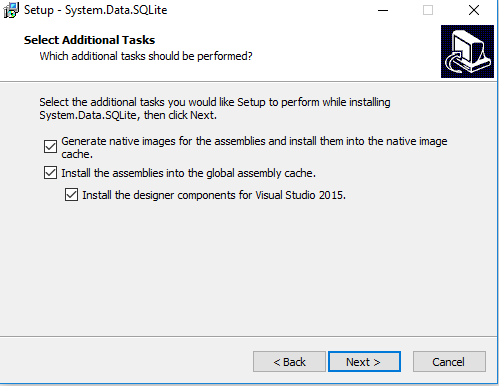 Setup - System.Data.SQLite
Select Additional Tasks
Which additional tasks should be performed?
Select the additional tasks you would like Setup to perform while installing
System.Data.SQLite, then click Next.
Generate native images for the assemblies and install them into the native image
cache.
Install the assemblies into the global assembly cache.
Install the designer components for Visual Studio 2015.
< Back
Next >
Cancel